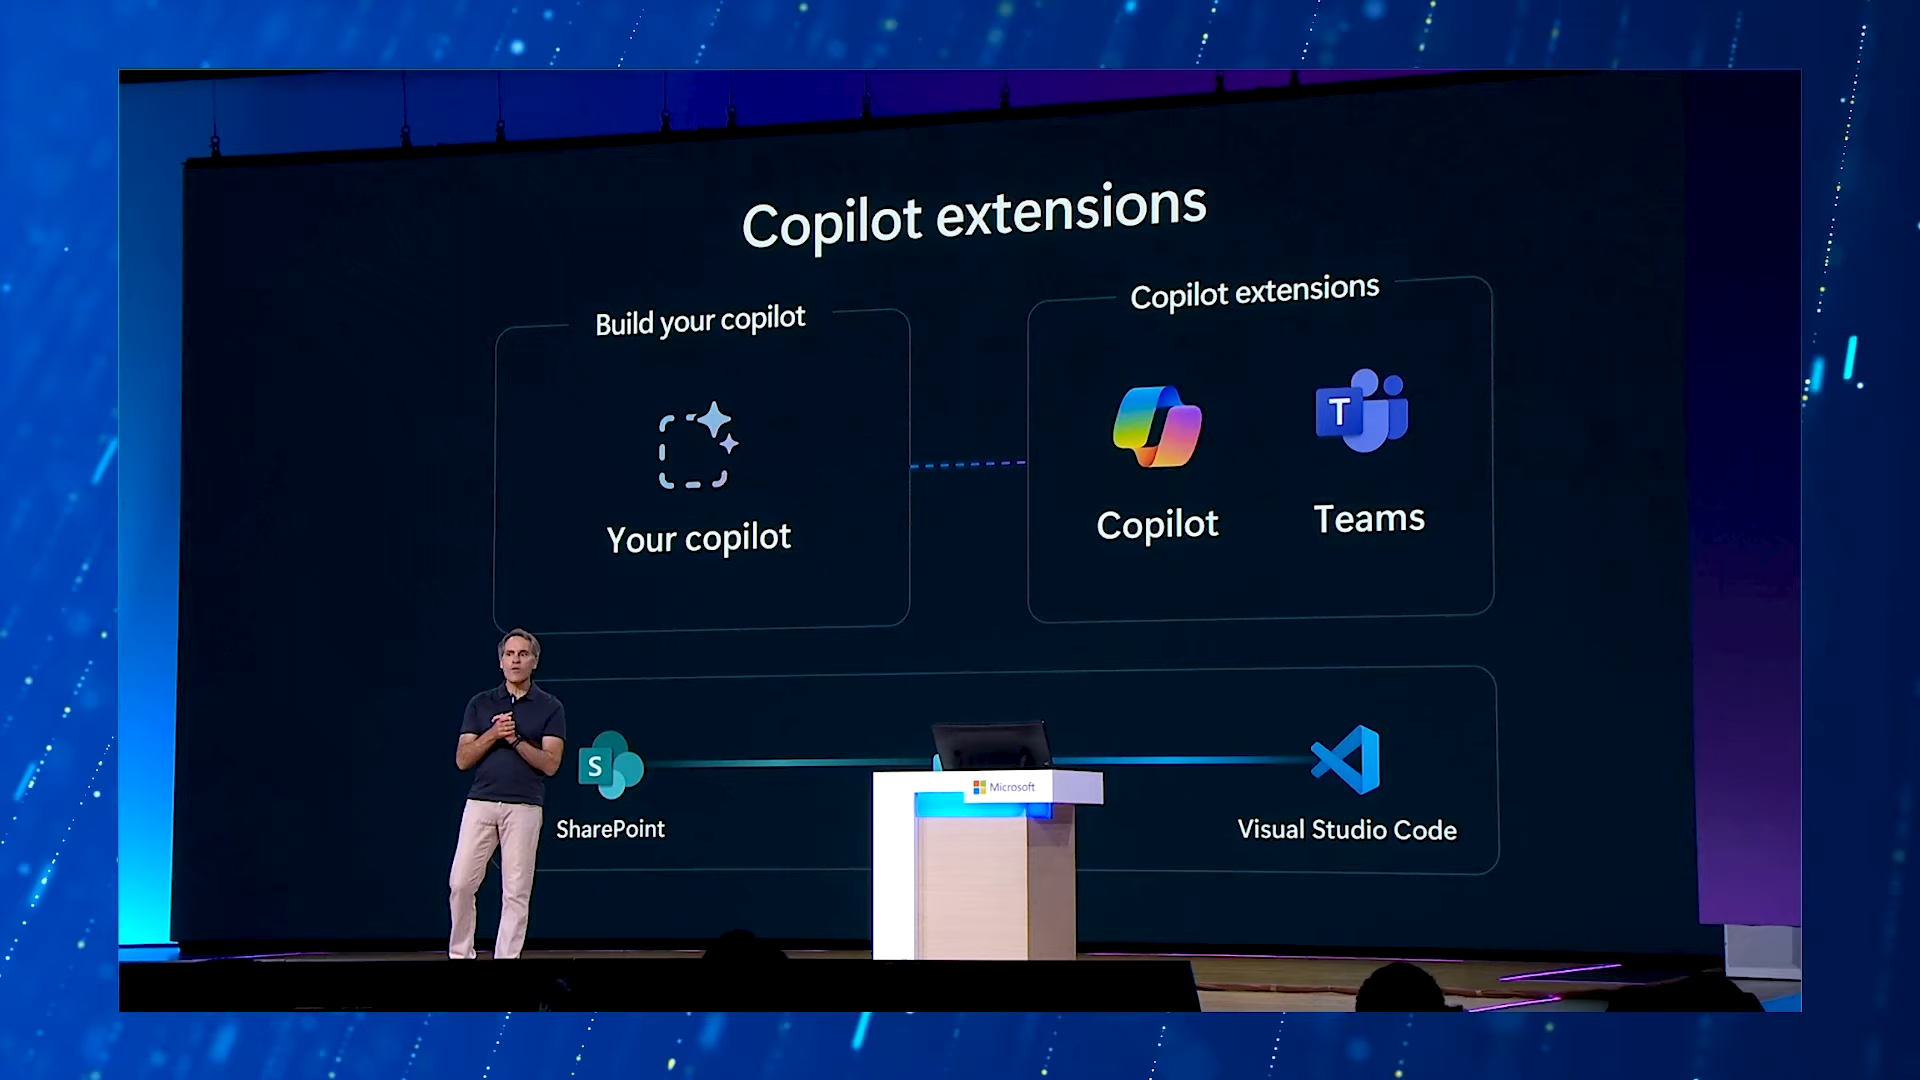 Copilot extensions
Build your copilot
Copilot extensions
Your copilot
T
Copilot
Teams
S
SharePoint
Microsoft
Visual Studio Code